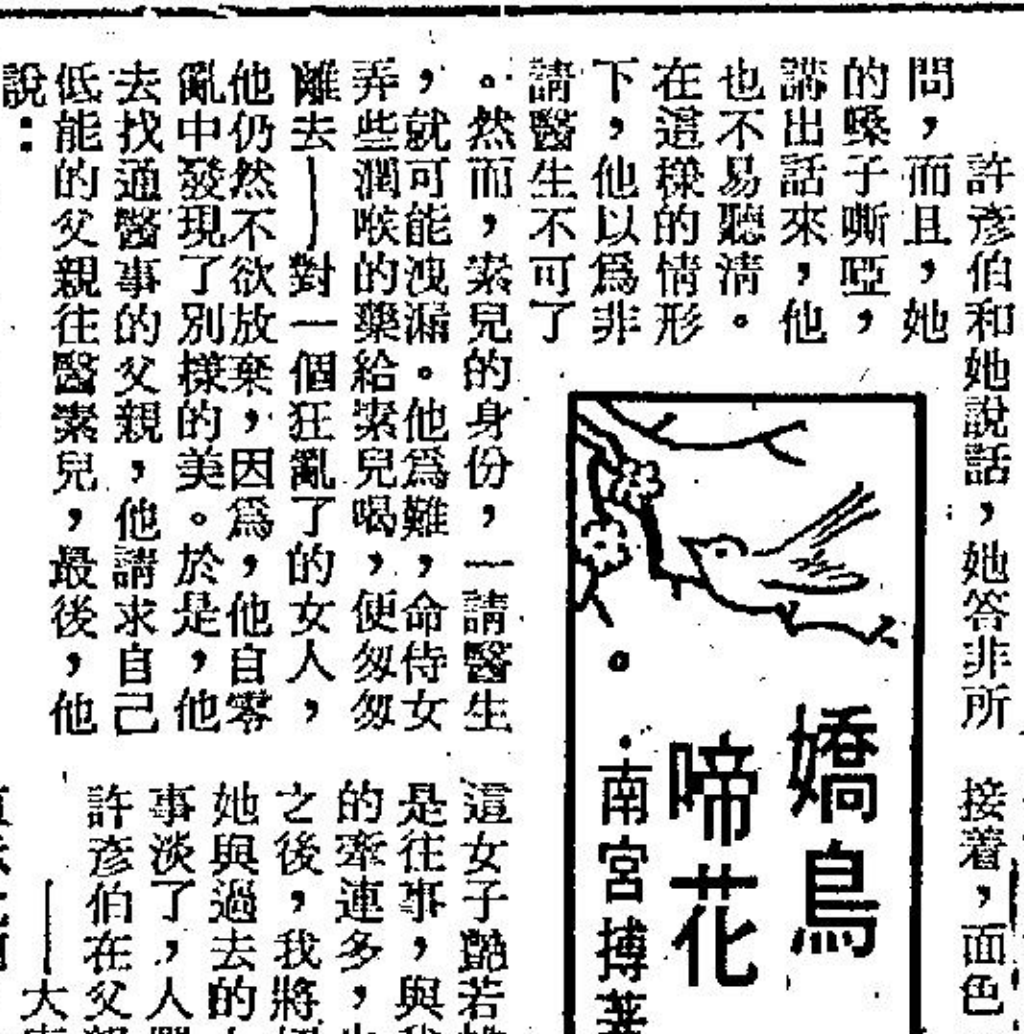 許彥伯和她說話，她答非所
問，而且，她
的嗓子嘶啞，
講出話來，他
也不易聽清。
在這樣的情形
下，他以爲非
請醫生不可了
。然而，素兒的身份，一請醫生
，就可能洩漏。他爲難，命侍女
弄些潤喉的藥給素兒喝，便匆匆
離去——對一個狂亂了的女人，
他仍然不欲放棄，因爲，他自零
亂中發現了別樣的美。於是，他
去找通醫事的父親，他請求自己
低能的父親往醫素兒，最後，他
說：
嬌鳥
啼花
·南宮搏著
接着，面色
這女子艷若
是往事，與我
的牽連多，
之後，我將
她與過去的
事淡了，人
許彥伯在父親
——大